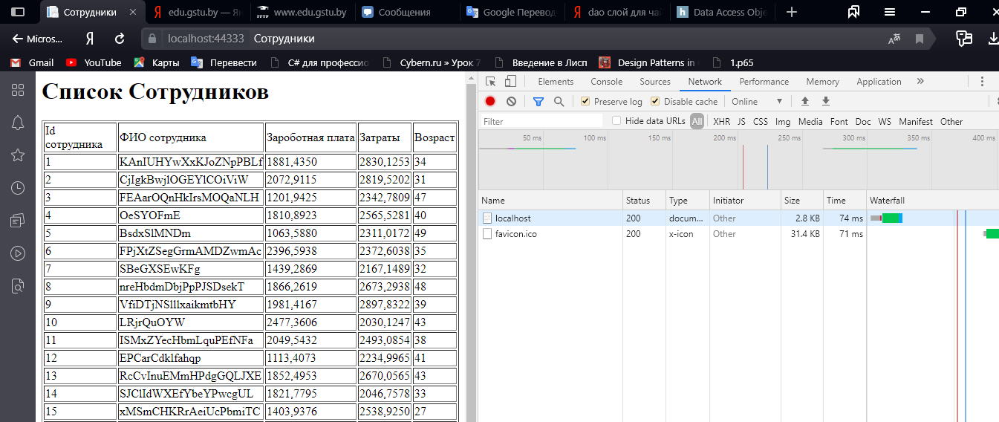 Сотрудники
edu.gstu.by — Ян
www.edu.gstu.by
Сообщения
Google Перевод
dao слой для чай
Data Access Obje
Micros...
localhost:44333 Сотрудники
Gmail YouTube Карты Перевести C# для профессио Cybern.ru » Урок 7 Введение в Лисп Design Patterns in 1.p65
Список Сотрудников
Id сотрудника ФИО сотрудника Зароботная плата Затраты Возраст
1 KAnIUHYwXxKJoZNpPBLf 1881,4350 2830,1253 34
2 CjIgkBwjlOGEYlCOiViW 2072,9115 2819,5202 31
3 FEAarOQnHkIrsMOQaNLH 1201,9425 2342,7809 47
4 OeSYOFmE 1810,8923 2565,5281 40
5 BsdxSlMNDm 1063,5880 2311,0172 49
6 FPjXtZSegGrmAMDZwmAc 2396,5938 2372,6038 35
7 SBeGXSEwKFg 1439,2869 2167,1489 32
8 nreHbdmDbjPpPJSDsekT 1866,2619 2673,2938 48
9 VfiDTjNSlllxaikmtbHY 1981,4167 2897,8322 39
10 LRjrQuOYW 2477,3606 2030,1247 43
11 ISMxZYecHbmLquPEfNFa 2049,5432 2493,0854 38
12 EPCarCdklfahqp 1113,4073 2234,9965 41
13 RcCvInuEMmHPdgGQLJXE 1852,4953 2670,0565 43
14 SJClIdWXEfYbeYPwcgUL 1821,7795 2046,7578 33
15 xMSmCHKRrAeiUcPbmiTC 1403,9376 2538,9250 27
Elements Console Sources Network Performance Memory Application »
Preserve log Disable cache Online
Filter Hide data URLs All XHR JS CSS Img Media Font Doc WS Manifest Other
50 ms 100 ms 150 ms 200 ms 250 ms 300 ms 350 ms 400 ms
Name Status Type Initiator Size Time Waterfall
localhost 200 docum... Other 2.8 KB 74 ms
favicon.ico 200 x-icon Other 31.4 KB 71 ms